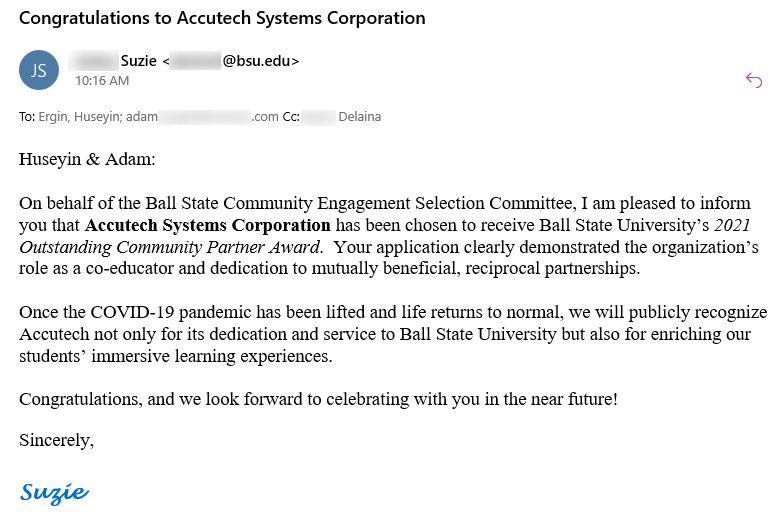 Congratulations to Accutech Systems Corporation
JS
Suzie < @bsu.edu>
10:16 AM
To: Ergin, Huseyin; adam .com Cc: Delaina
Huseyin & Adam:
On behalf of the Ball State Community Engagement Selection Committee, I am pleased to inform
you that Accutech Systems Corporation has been chosen to receive Ball State University’s 2021
Outstanding Community Partner Award.  Your application clearly demonstrated the organization’s
role as a co-educator and dedication to mutually beneficial, reciprocal partnerships.
Once the COVID-19 pandemic has been lifted and life returns to normal, we will publicly recognize
Accutech not only for its dedication and service to Ball State University but also for enriching our
students’ immersive learning experiences.
Congratulations, and we look forward to celebrating with you in the near future!
Sincerely,
Suzie